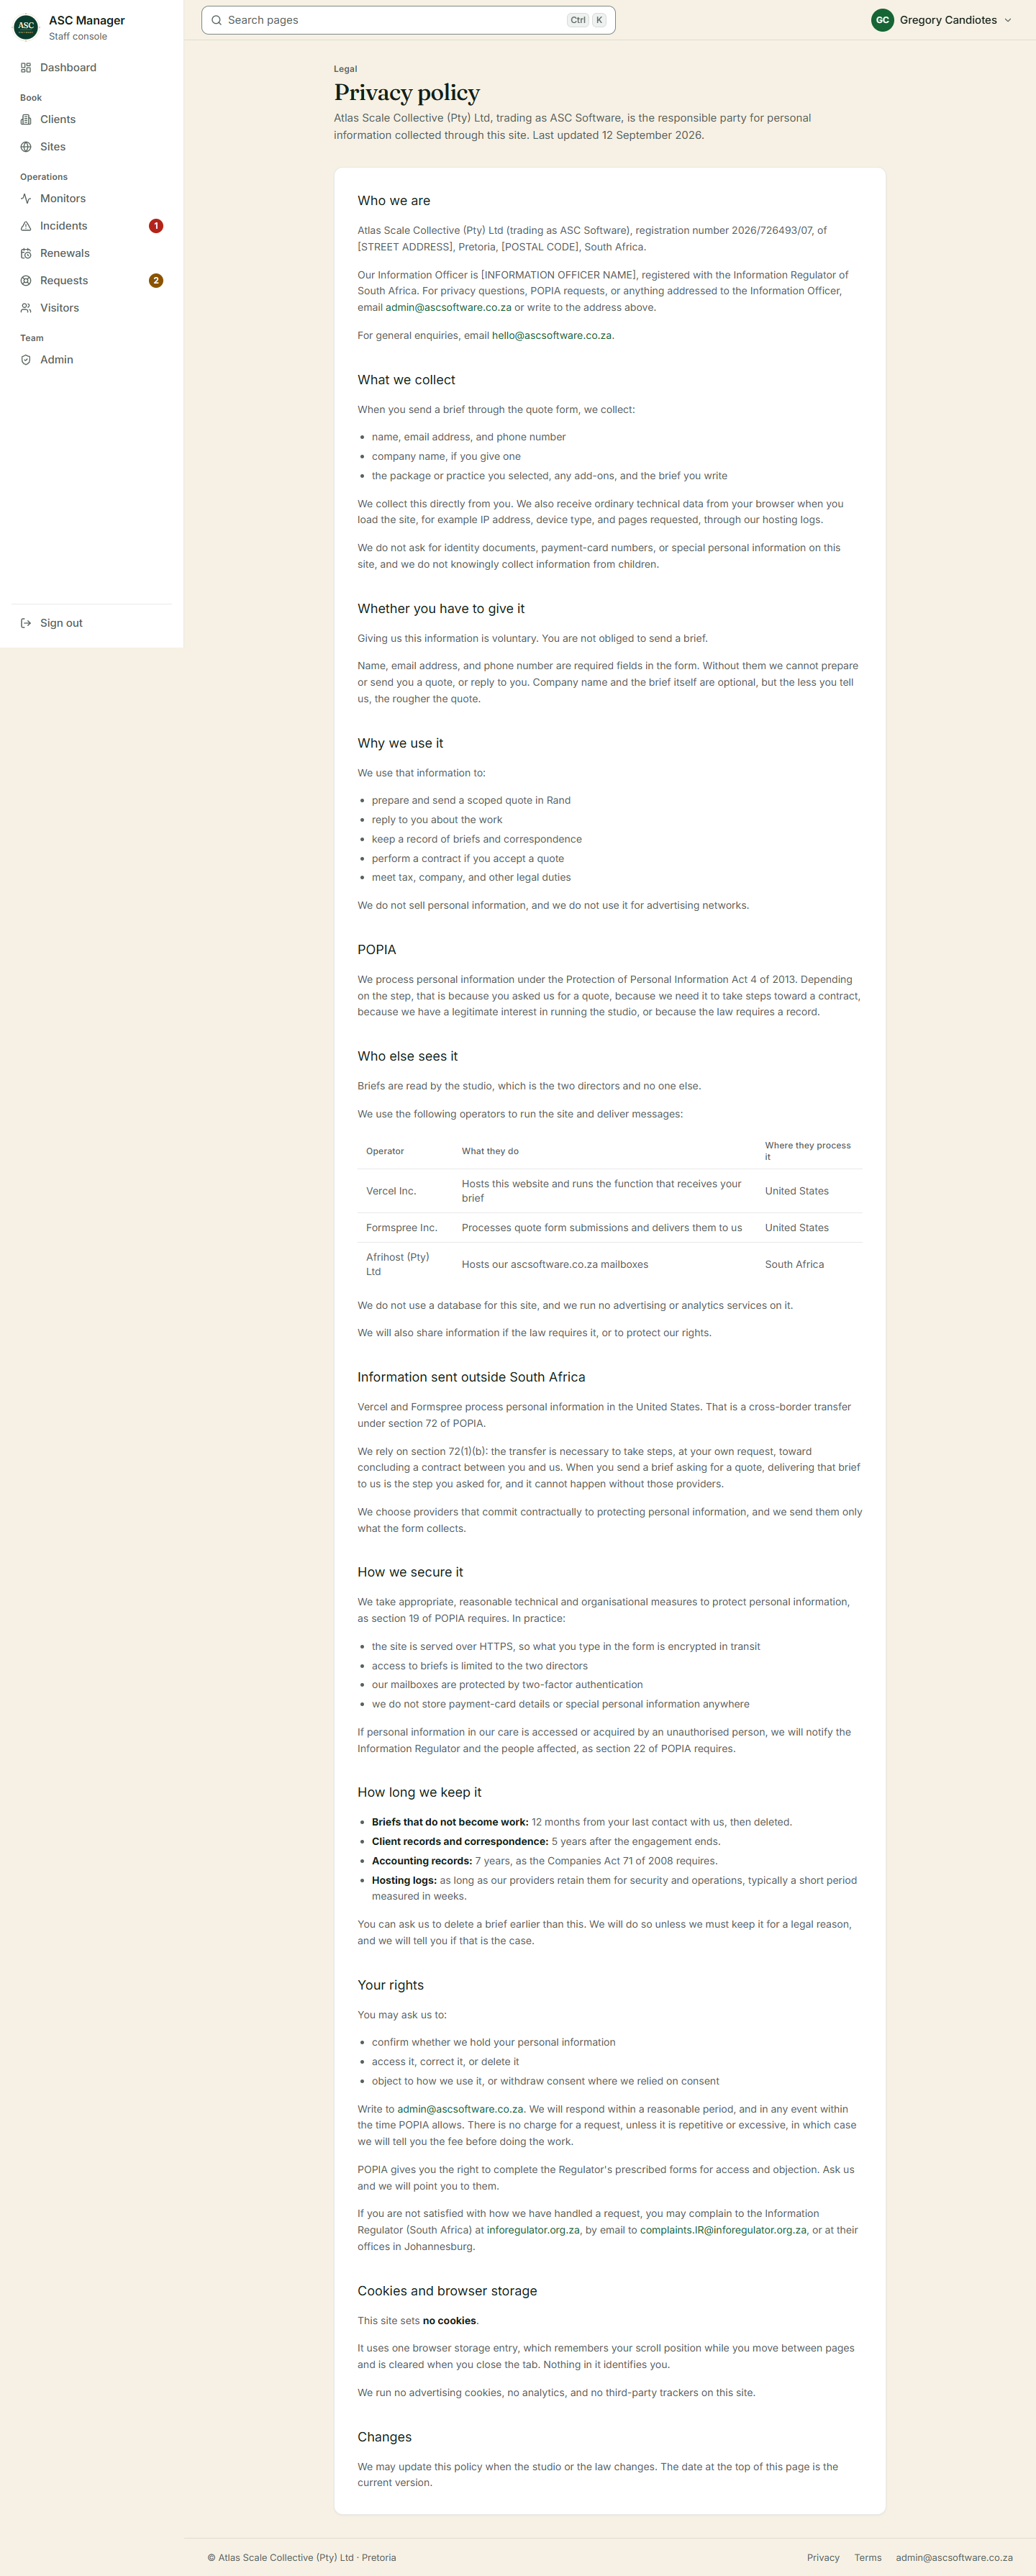 ASC
ASC Manager
Staff console
Dashboard
Book
Clients
Sites
Operations
Monitors
Incidents 1
Renewals
Requests 2
Visitors
Team
Admin
Sign out
Search pages Ctrl K
GC Gregory Candiotes
Legal
Privacy policy
Atlas Scale Collective (Pty) Ltd, trading as ASC Software, is the responsible party for personal
information collected through this site. Last updated 12 September 2026.
Who we are
Atlas Scale Collective (Pty) Ltd (trading as ASC Software), registration number 2026/726493/07, of
[STREET ADDRESS], Pretoria, [POSTAL CODE], South Africa.
Our Information Officer is [INFORMATION OFFICER NAME], registered with the Information Regulator of
South Africa. For privacy questions, POPIA requests, or anything addressed to the Information Officer,
email admin@ascsoftware.co.za or write to the address above.
For general enquiries, email hello@ascsoftware.co.za.
What we collect
When you send a brief through the quote form, we collect:
• name, email address, and phone number
• company name, if you give one
• the package or practice you selected, any add-ons, and the brief you write
We collect this directly from you. We also receive ordinary technical data from your browser when you
load the site, for example IP address, device type, and pages requested, through our hosting logs.
We do not ask for identity documents, payment-card numbers, or special personal information on this
site, and we do not knowingly collect information from children.
Whether you have to give it
Giving us this information is voluntary. You are not obliged to send a brief.
Name, email address, and phone number are required fields in the form. Without them we cannot prepare
or send you a quote, or reply to you. Company name and the brief itself are optional, but the less you tell
us, the rougher the quote.
Why we use it
We use that information to:
• prepare and send a scoped quote in Rand
• reply to you about the work
• keep a record of briefs and correspondence
• perform a contract if you accept a quote
• meet tax, company, and other legal duties
We do not sell personal information, and we do not use it for advertising networks.
POPIA
We process personal information under the Protection of Personal Information Act 4 of 2013. Depending
on the step, that is because you asked us for a quote, because we need it to take steps toward a contract,
because we have a legitimate interest in running the studio, or because the law requires a record.
Who else sees it
Briefs are read by the studio, which is the two directors and no one else.
We use the following operators to run the site and deliver messages:
Operator What they do Where they process
it
Vercel Inc. Hosts this website and runs the function that receives your
brief United States
Formspree Inc. Processes quote form submissions and delivers them to us United States
Afrihost (Pty)
Ltd Hosts our ascsoftware.co.za mailboxes South Africa
We do not use a database for this site, and we run no advertising or analytics services on it.
We will also share information if the law requires it, or to protect our rights.
Information sent outside South Africa
Vercel and Formspree process personal information in the United States. That is a cross-border transfer
under section 72 of POPIA.
We rely on section 72(1)(b): the transfer is necessary to take steps, at your own request, toward
concluding a contract between you and us. When you send a brief asking for a quote, delivering that brief
to us is the step you asked for, and it cannot happen without those providers.
We choose providers that commit contractually to protecting personal information, and we send them only
what the form collects.
How we secure it
We take appropriate, reasonable technical and organisational measures to protect personal information,
as section 19 of POPIA requires. In practice:
• the site is served over HTTPS, so what you type in the form is encrypted in transit
• access to briefs is limited to the two directors
• our mailboxes are protected by two-factor authentication
• we do not store payment-card details or special personal information anywhere
If personal information in our care is accessed or acquired by an unauthorised person, we will notify the
Information Regulator and the people affected, as section 22 of POPIA requires.
How long we keep it
• Briefs that do not become work: 12 months from your last contact with us, then deleted.
• Client records and correspondence: 5 years after the engagement ends.
• Accounting records: 7 years, as the Companies Act 71 of 2008 requires.
• Hosting logs: as long as our providers retain them for security and operations, typically a short period
measured in weeks.
You can ask us to delete a brief earlier than this. We will do so unless we must keep it for a legal reason,
and we will tell you if that is the case.
Your rights
You may ask us to:
• confirm whether we hold your personal information
• access it, correct it, or delete it
• object to how we use it, or withdraw consent where we relied on consent
Write to admin@ascsoftware.co.za. We will respond within a reasonable period, and in any event within
the time POPIA allows. There is no charge for a request, unless it is repetitive or excessive, in which case
we will tell you the fee before doing the work.
POPIA gives you the right to complete the Regulator's prescribed forms for access and objection. Ask us
and we will point you to them.
If you are not satisfied with how we have handled a request, you may complain to the Information
Regulator (South Africa) at inforegulator.org.za, by email to complaints.IR@inforegulator.org.za, or at their
offices in Johannesburg.
Cookies and browser storage
This site sets no cookies.
It uses one browser storage entry, which remembers your scroll position while you move between pages
and is cleared when you close the tab. Nothing in it identifies you.
We run no advertising cookies, no analytics, and no third-party trackers on this site.
Changes
We may update this policy when the studio or the law changes. The date at the top of this page is the
current version.
© Atlas Scale Collective (Pty) Ltd · Pretoria
Privacy Terms admin@ascsoftware.co.za